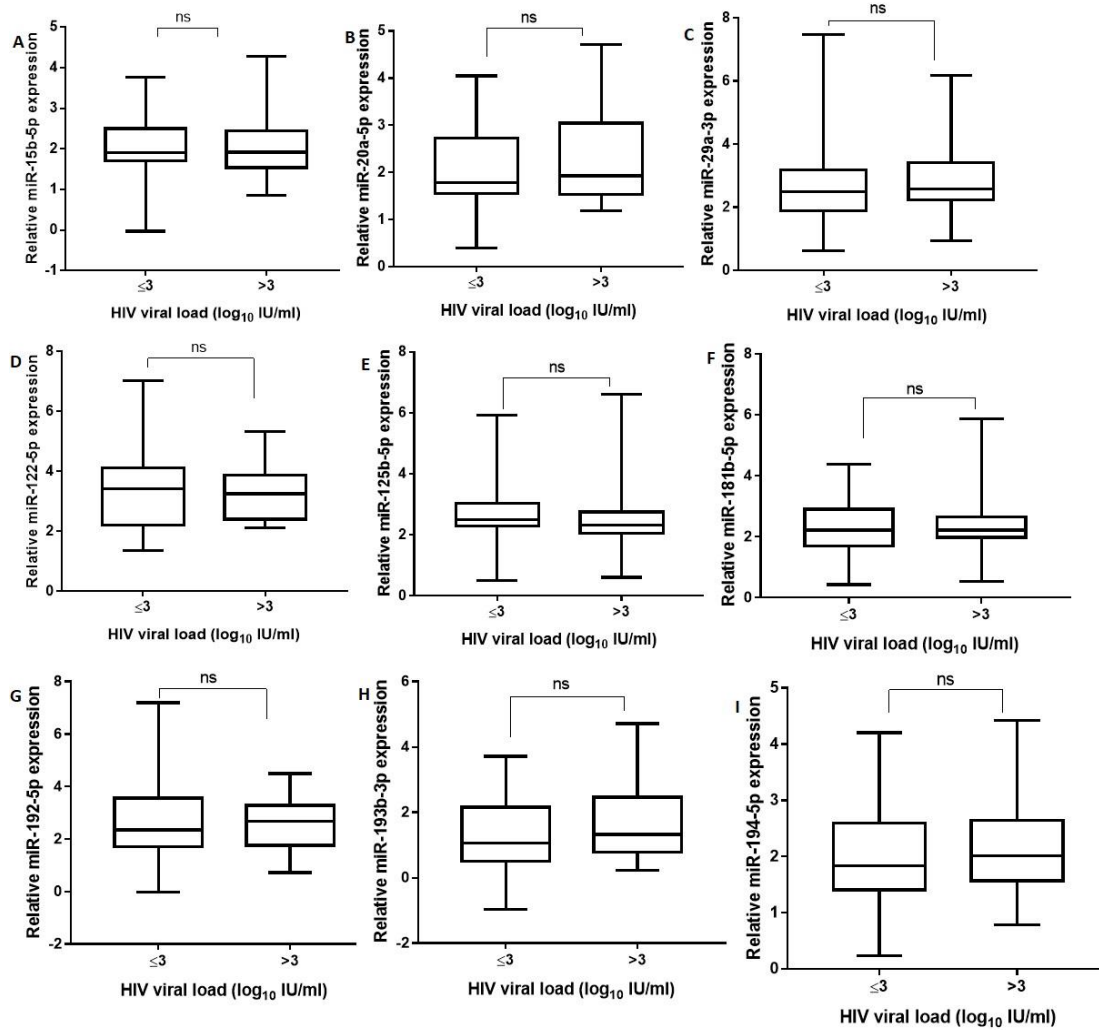 A
ns
Relative miR-15b-5p expression
5
4
3
2
1
0
-1
≤3
>3
HIV viral load (log10 IU/ml)
B
ns
Relative miR-20a-5p expression
5
4
3
2
1
0
≤3
>3
HIV viral load (log10 IU/ml)
C
ns
Relative miR-29a-3p expression
8
6
4
2
0
≤3
>3
HIV viral load (log10 IU/ml)
D
ns
Relative miR-122-5p expression
8
6
4
2
0
≤3
>3
HIV viral load (log10 IU/ml)
E
ns
Relative miR-125b-5p expression
8
6
4
2
0
≤3
>3
HIV viral load (log10 IU/ml)
F
ns
Relative miR-181b-5p expression
8
6
4
2
0
≤3
>3
HIV viral load (log10 IU/ml)
G
ns
Relative miR-192-5p expression
8
6
4
2
0
-2
≤3
>3
HIV viral load (log10 IU/ml)
H
ns
Relative miR-193b-3p expression
6
4
2
0
-2
≤3
>3
HIV viral load (log10 IU/ml)
I
ns
Relative miR-194-5p expression
5
4
3
2
1
0
≤3
>3
HIV viral load (log10 IU/ml)